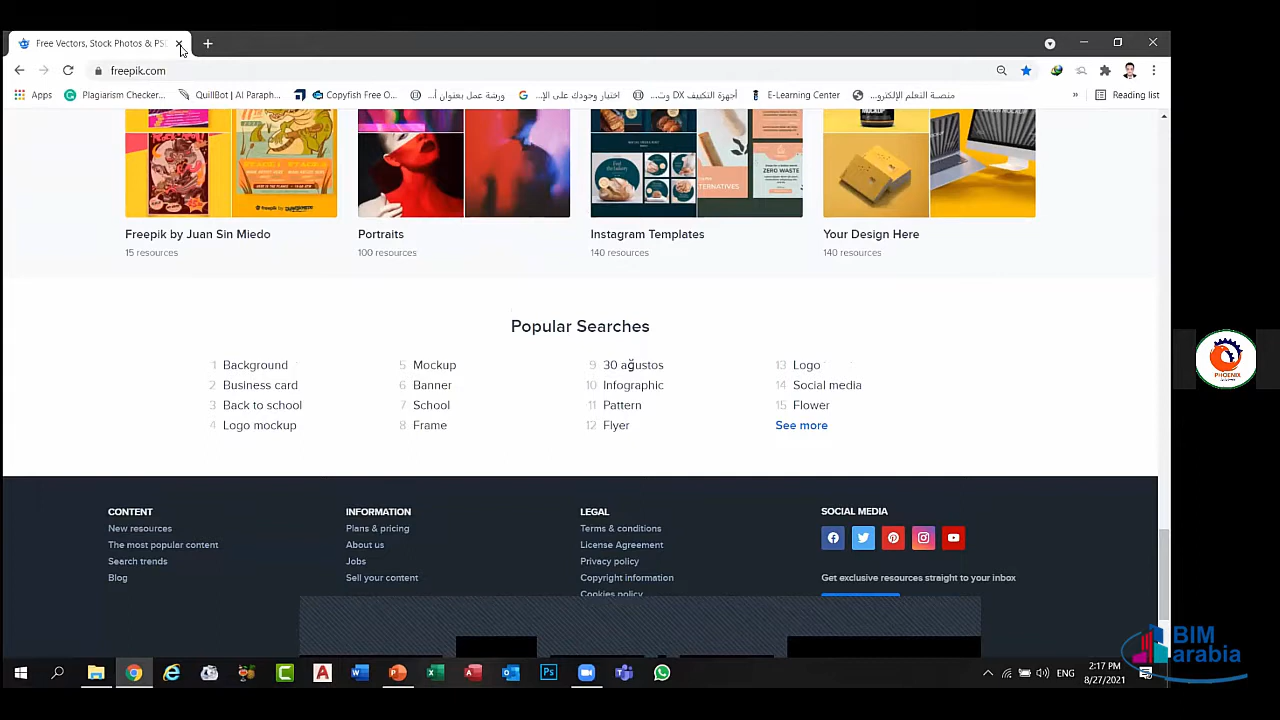 Free Vectors, Stock Photos & PS
freepik.com
Apps
Plagiarism Checker...
QuillBot | AI Paraph...
Copyfish Free O...
ورشة عمل بعنوان أ...
اختبار وجودك على الإ...
أجهزة التكييف DX وت...
E-Learning Center
منصة التعلم الإلكترو...
»
Reading list
ZERO WASTE
Freepik by Juan Sin Miedo
Portraits
Instagram Templates
Your Design Here
15 resources
100 resources
140 resources
140 resources
Popular Searches
1 Background
2 Business card
3 Back to school
4 Logo mockup
5 Mockup
6 Banner
7 School
8 Frame
9 30 ağustos
10 Infographic
11 Pattern
12 Flyer
13 Logo
14 Social media
15 Flower
See more
CONTENT
New resources
The most popular content
Search trends
Blog
INFORMATION
Plans & pricing
About us
Jobs
Sell your content
LEGAL
Terms & conditions
License Agreement
Privacy policy
Copyright information
Cookies policy
SOCIAL MEDIA
Get exclusive resources straight to your inbox
PHOENIX
BIM
arabia
ENG
2:17 PM
8/27/2021